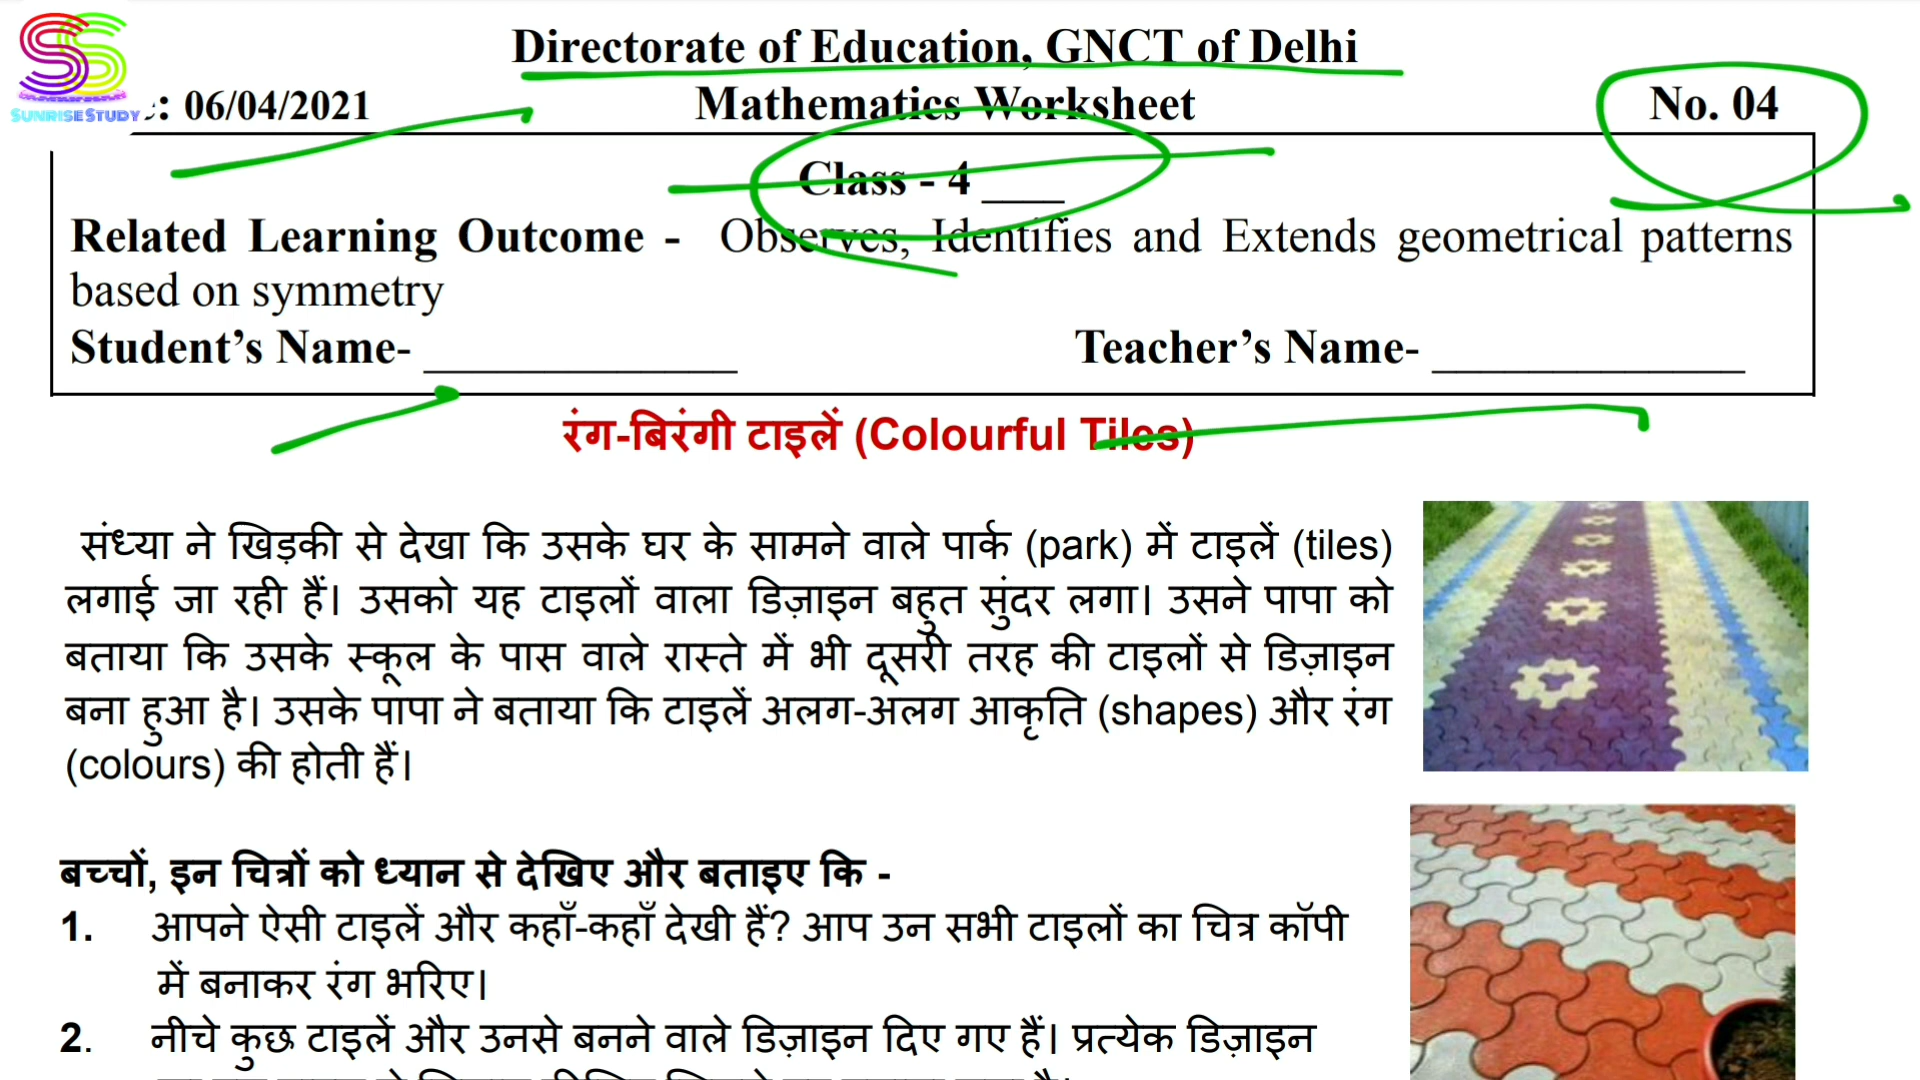 SUNRISESTUDY
Directorate of Education, GNCT of Delhi
: 06/04/2021 Mathematics Worksheet No. 04
Class - 4 ____
Related Learning Outcome - Observes, Identifies and Extends geometrical patterns
based on symmetry
Student's Name- _____________ Teacher's Name- _____________
रंग-बिरंगी टाइलें (Colourful Tiles)
संध्या ने खिड़की से देखा कि उसके घर के सामने वाले पार्क (park) में टाइलें (tiles)
लगाई जा रही हैं। उसको यह टाइलों वाला डिज़ाइन बहुत सुंदर लगा। उसने पापा को
बताया कि उसके स्कूल के पास वाले रास्ते में भी दूसरी तरह की टाइलों से डिज़ाइन
बना हुआ है। उसके पापा ने बताया कि टाइलें अलग-अलग आकृति (shapes) और रंग
(colours) की होती हैं।
बच्चों, इन चित्रों को ध्यान से देखिए और बताइए कि -
1. आपने ऐसी टाइलें और कहाँ-कहाँ देखी हैं? आप उन सभी टाइलों का चित्र कॉपी
में बनाकर रंग भरिए।
2. नीचे कुछ टाइलें और उनसे बनने वाले डिज़ाइन दिए गए हैं। प्रत्येक डिज़ाइन